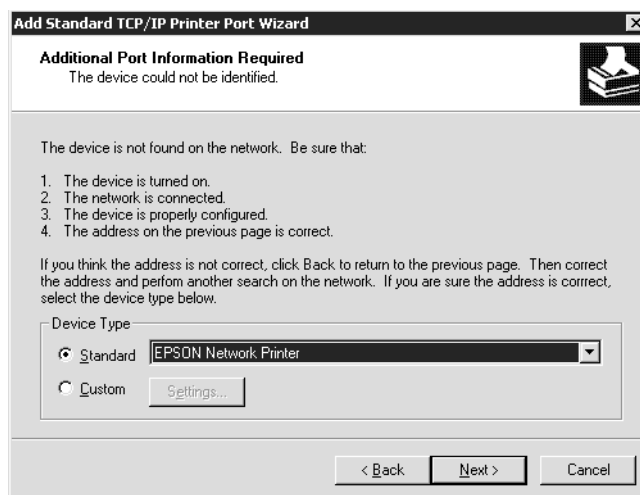 Add Standard TCP/IP Printer Port Wizard
Additional Port Information Required
The device could not be identified.
The device is not found on the network. Be sure that:
1. The device is turned on.
2. The network is connected.
3. The device is properly configured.
4. The address on the previous page is correct.
If you think the address is not correct, click Back to return to the previous page. Then correct
the address and perfom another search on the network. If you are sure the address is corrrect,
select the device type below.
Device Type
Standard EPSON Network Printer
Custom Settings...
< Back Next > Cancel